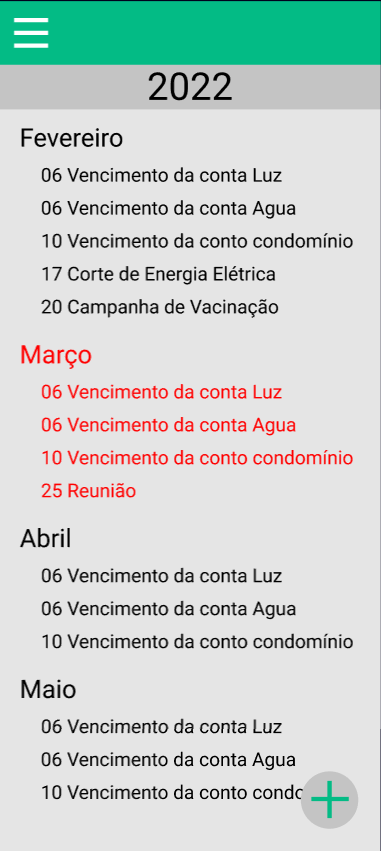 2022
Fevereiro
06 Vencimento da conta Luz
06 Vencimento da conta Agua
10 Vencimento da conto condomínio
17 Corte de Energia Elétrica
20 Campanha de Vacinação
Março
06 Vencimento da conta Luz
06 Vencimento da conta Agua
10 Vencimento da conto condomínio
25 Reunião
Abril
06 Vencimento da conta Luz
06 Vencimento da conta Agua
10 Vencimento da conto condomínio
Maio
06 Vencimento da conta Luz
06 Vencimento da conta Agua
10 Vencimento da conto